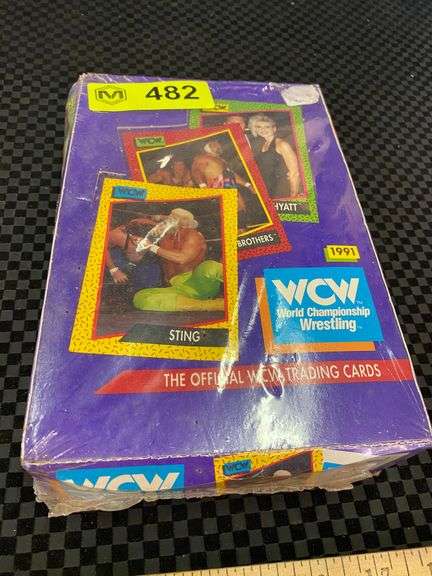 M 482
WCW
HYATT
WCW
BROTHERS
WCW
STING
1991
WCW
World Championship
Wrestling
THE OFFICIAL WCW TRADING CARDS
WCW
WCW